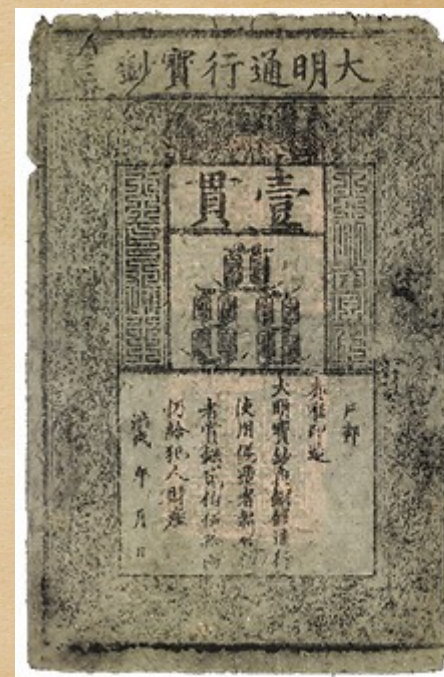 大明通行寶鈔
壹貫
戶部
奏准印造
大明寶鈔與銅錢通行
使用偽造者斬
者賞銀貳佰伍拾兩
仍給犯人財產
洪武 年 月 日